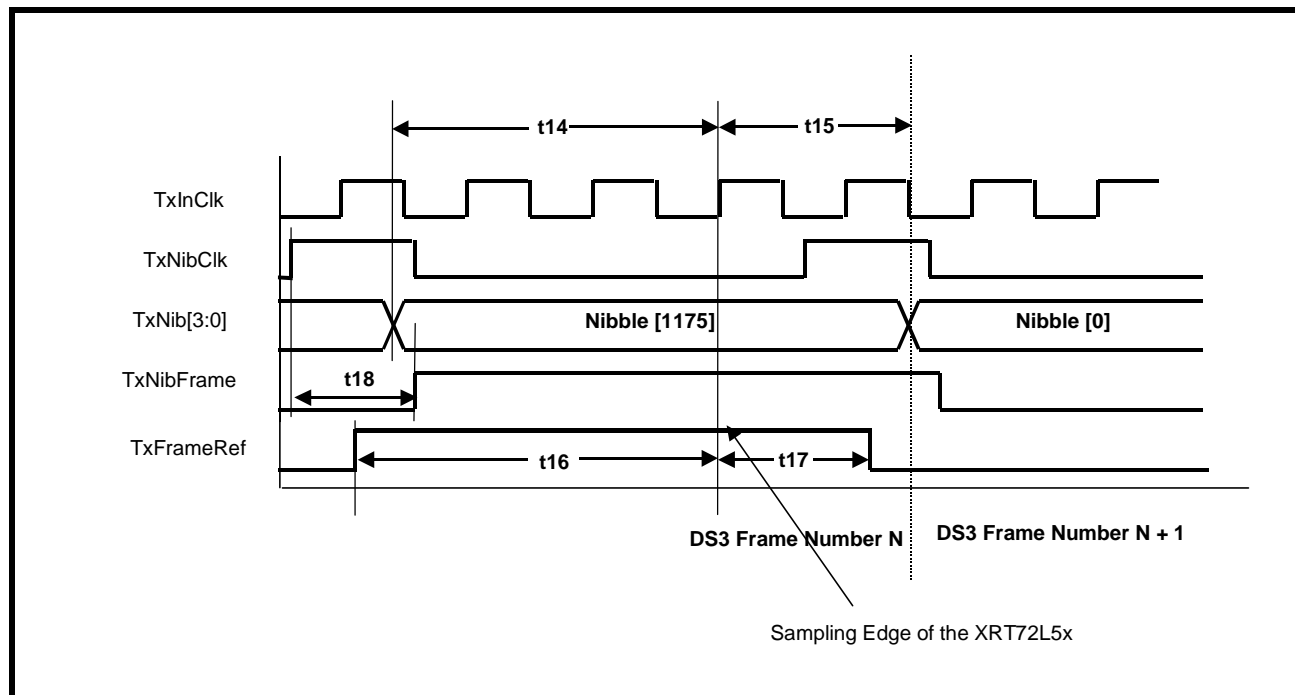 t14
t15
TxInClk
TxNibClk
TxNib[3:0]
Nibble [1175]
Nibble [0]
TxNibFrame
t18
TxFrameRef
t16
t17
DS3 Frame Number N
DS3 Frame Number N + 1
Sampling Edge of the XRT72L5x